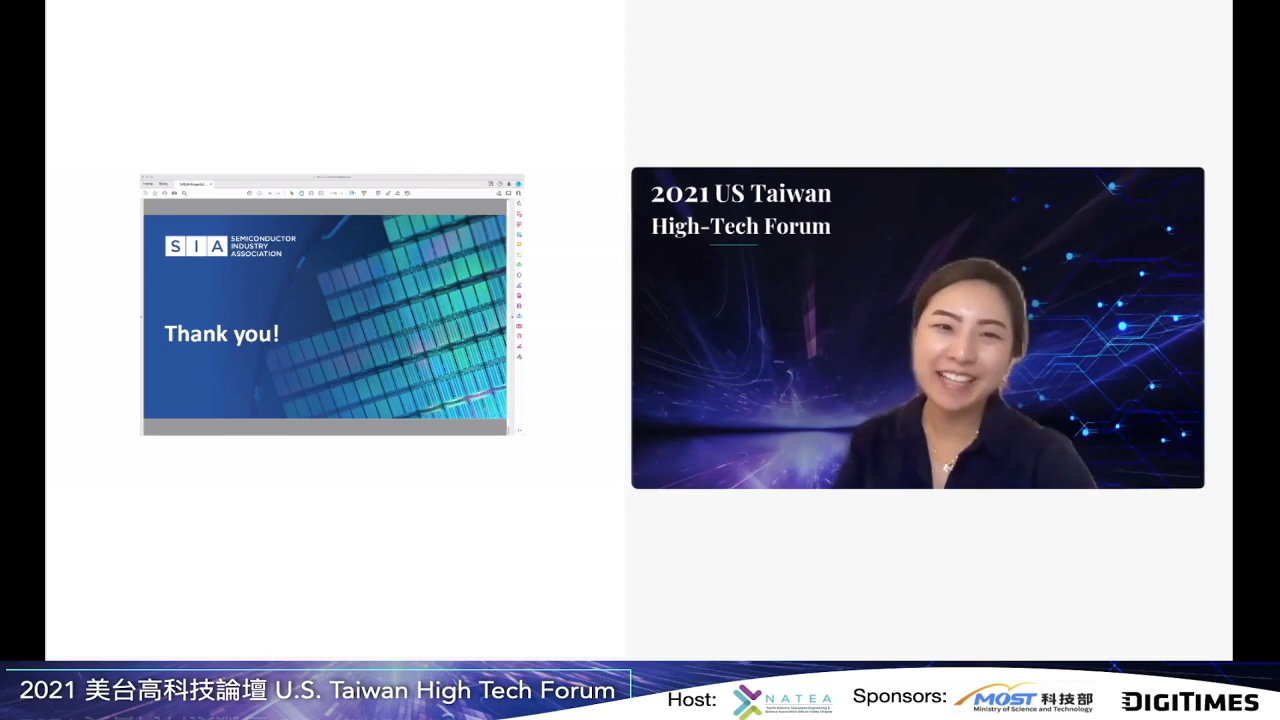 SIA SEMICONDUCTOR
INDUSTRY
ASSOCIATION
Thank you!
2021 US Taiwan
High-Tech Forum
2021 美台高科技論壇 U.S. Taiwan High Tech Forum
Host:
NATEA
Sponsors:
MOST 科技部
Ministry of Science and Technology
DIGITIMES